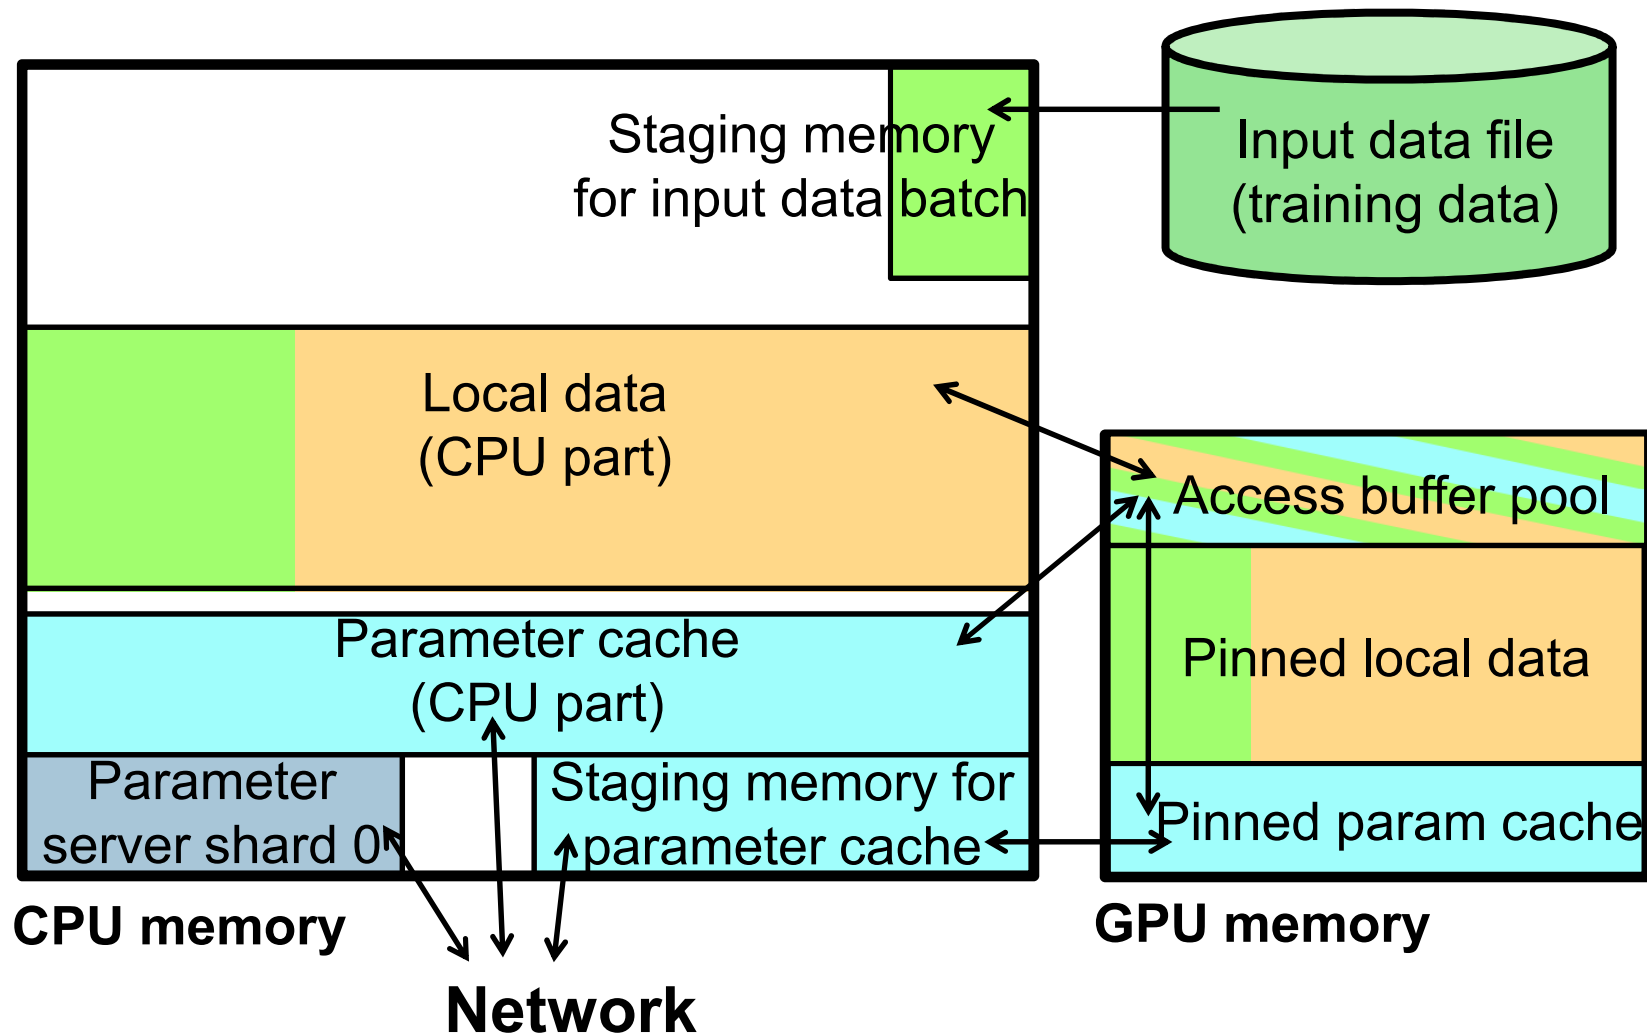 Staging memory
for input data batch
Input data file
(training data)
Local data
(CPU part)
Access buffer pool
Pinned local data
Parameter cache
(CPU part)
Parameter
server shard 0
Staging memory for
parameter cache
Pinned param cache
CPU memory
GPU memory
Network